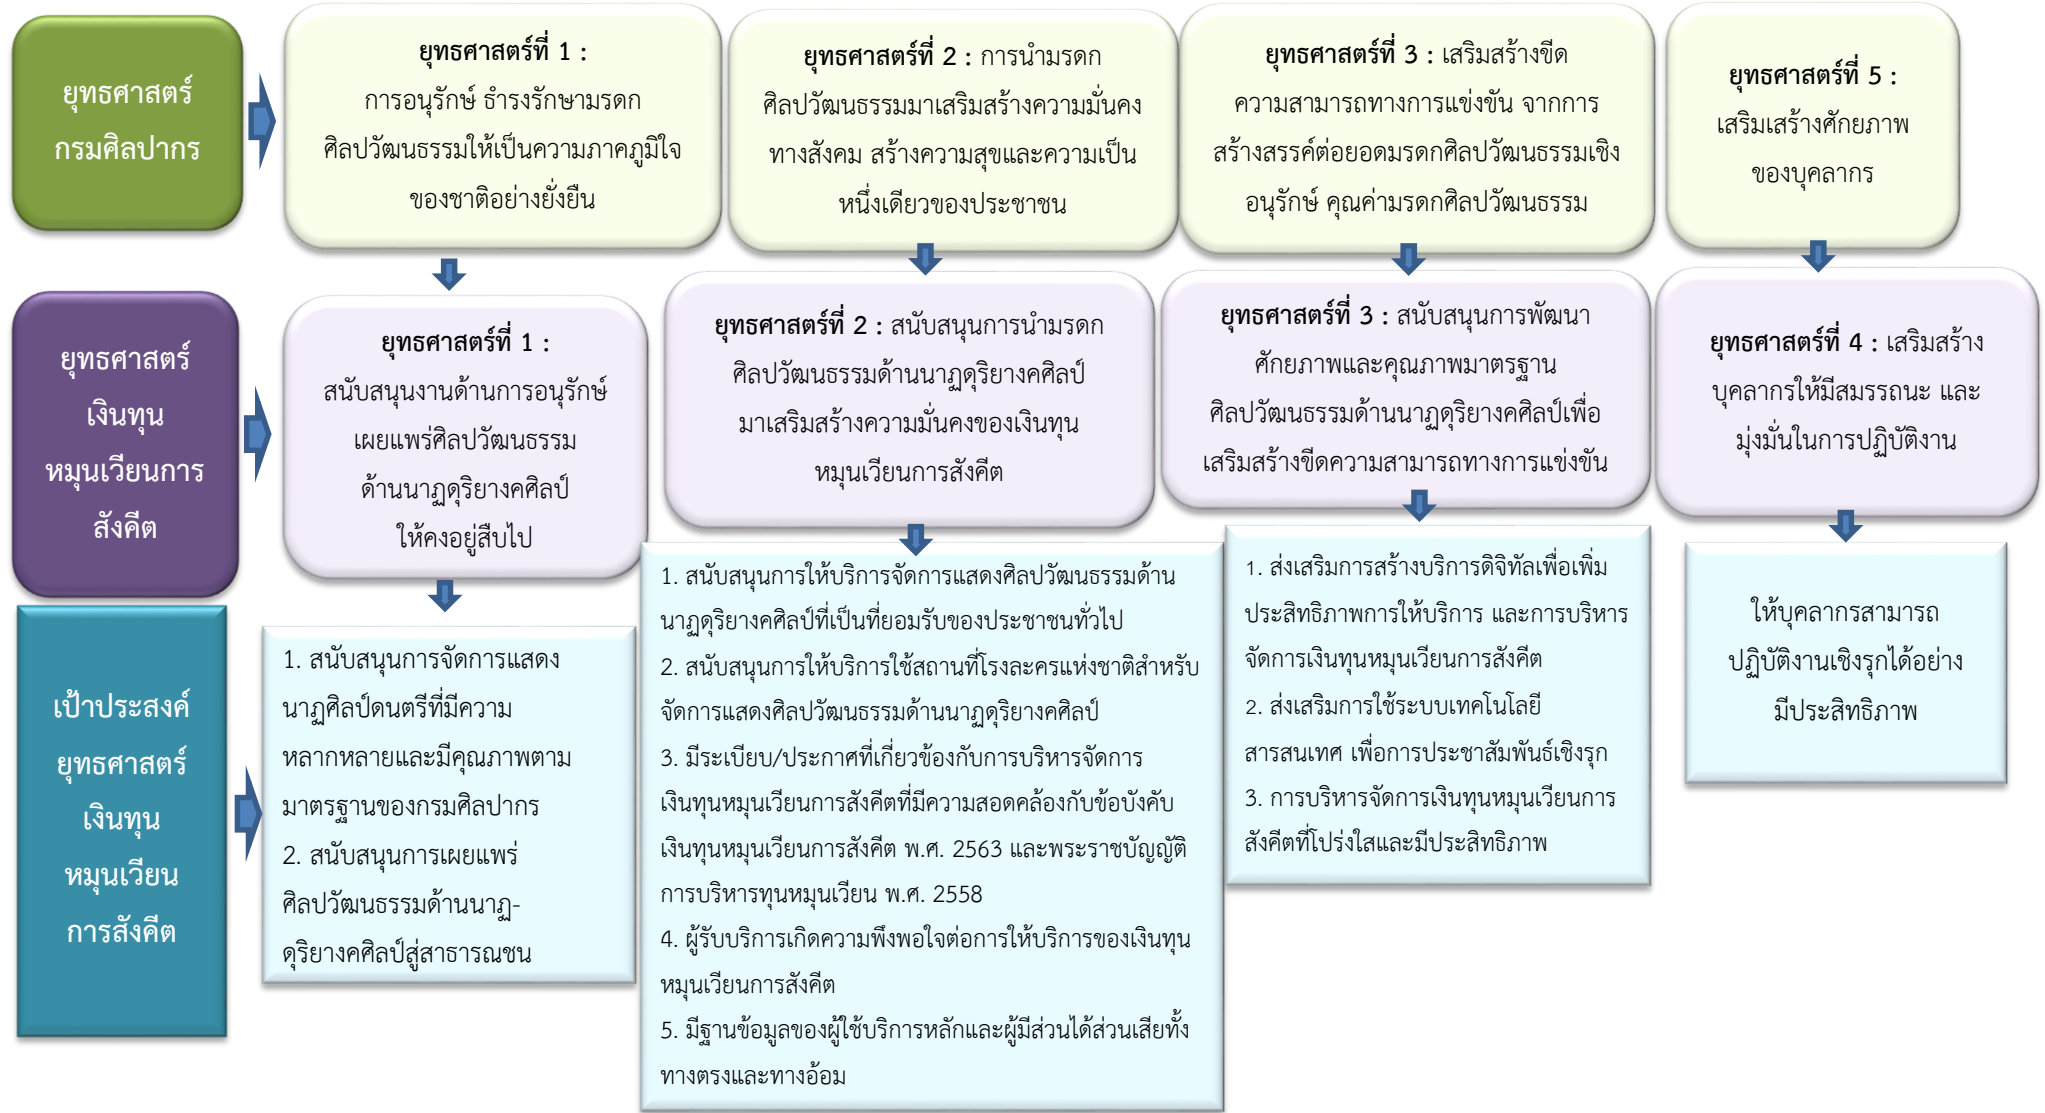 ยุทธศาสตร์
กรมศิลปากร
ยุทธศาสตร์ที่ 1 :
การอนุรักษ์ ธำรงรักษามรดก
ศิลปวัฒนธรรมให้เป็นความภาคภูมิใจ
ของชาติอย่างยั่งยืน
ยุทธศาสตร์ที่ 2 : การนำมรดก
ศิลปวัฒนธรรมมาเสริมสร้างความมั่นคง
ทางสังคม สร้างความสุขและความเป็น
หนึ่งเดียวของประชาชน
ยุทธศาสตร์ที่ 3 : เสริมสร้างขีด
ความสามารถทางการแข่งขัน จากการ
สร้างสรรค์ต่อยอดมรดกศิลปวัฒนธรรมเชิง
อนุรักษ์ คุณค่ามรดกศิลปวัฒนธรรม
ยุทธศาสตร์ที่ 5 :
เสริมเสร้างศักยภาพ
ของบุคลากร
ยุทธศาสตร์
เงินทุน
หมุนเวียนการ
สังคีต
ยุทธศาสตร์ที่ 1 :
สนับสนุนงานด้านการอนุรักษ์
เผยแพร่ศิลปวัฒนธรรม
ด้านนาฏดุริยางคศิลป์
ให้คงอยู่สืบไป
ยุทธศาสตร์ที่ 2 : สนับสนุนการนำมรดก
ศิลปวัฒนธรรมด้านนาฏดุริยางคศิลป์
มาเสริมสร้างความมั่นคงของเงินทุน
หมุนเวียนการสังคีต
ยุทธศาสตร์ที่ 3 : สนับสนุนการพัฒนา
ศักยภาพและคุณภาพมาตรฐาน
ศิลปวัฒนธรรมด้านนาฏดุริยางคศิลป์เพื่อ
เสริมสร้างขีดความสามารถทางการแข่งขัน
ยุทธศาสตร์ที่ 4 : เสริมสร้าง
บุคลากรให้มีสมรรถนะ และ
มุ่งมั่นในการปฏิบัติงาน
เป้าประสงค์
ยุทธศาสตร์
เงินทุน
หมุนเวียน
การสังคีต
1. สนับสนุนการจัดการแสดง
นาฏศิลป์ดนตรีที่มีความ
หลากหลายและมีคุณภาพตาม
มาตรฐานของกรมศิลปากร
2. สนับสนุนการเผยแพร่
ศิลปวัฒนธรรมด้านนาฏ-
ดุริยางคศิลป์สู่สาธารณชน
1. สนับสนุนการให้บริการจัดการแสดงศิลปวัฒนธรรมด้าน
นาฏดุริยางคศิลป์ที่เป็นที่ยอมรับของประชาชนทั่วไป
2. สนับสนุนการให้บริการใช้สถานที่โรงละครแห่งชาติสำหรับ
จัดการแสดงศิลปวัฒนธรรมด้านนาฏดุริยางคศิลป์
3. มีระเบียบ/ประกาศที่เกี่ยวข้องกับการบริหารจัดการ
เงินทุนหมุนเวียนการสังคีตที่มีความสอดคล้องกับข้อบังคับ
เงินทุนหมุนเวียนการสังคีต พ.ศ. 2563 และพระราชบัญญัติ
การบริหารทุนหมุนเวียน พ.ศ. 2558
4. ผู้รับบริการเกิดความพึงพอใจต่อการให้บริการของเงินทุน
หมุนเวียนการสังคีต
5. มีฐานข้อมูลของผู้ใช้บริการหลักและผู้มีส่วนได้ส่วนเสียทั้ง
ทางตรงและทางอ้อม
1. ส่งเสริมการสร้างบริการดิจิทัลเพื่อเพิ่ม
ประสิทธิภาพการให้บริการ และการบริหาร
จัดการเงินทุนหมุนเวียนการสังคีต
2. ส่งเสริมการใช้ระบบเทคโนโลยี
สารสนเทศ เพื่อการประชาสัมพันธ์เชิงรุก
3. การบริหารจัดการเงินทุนหมุนเวียนการ
สังคีตที่โปร่งใสและมีประสิทธิภาพ
ให้บุคลากรสามารถ
ปฏิบัติงานเชิงรุกได้อย่าง
มีประสิทธิภาพ